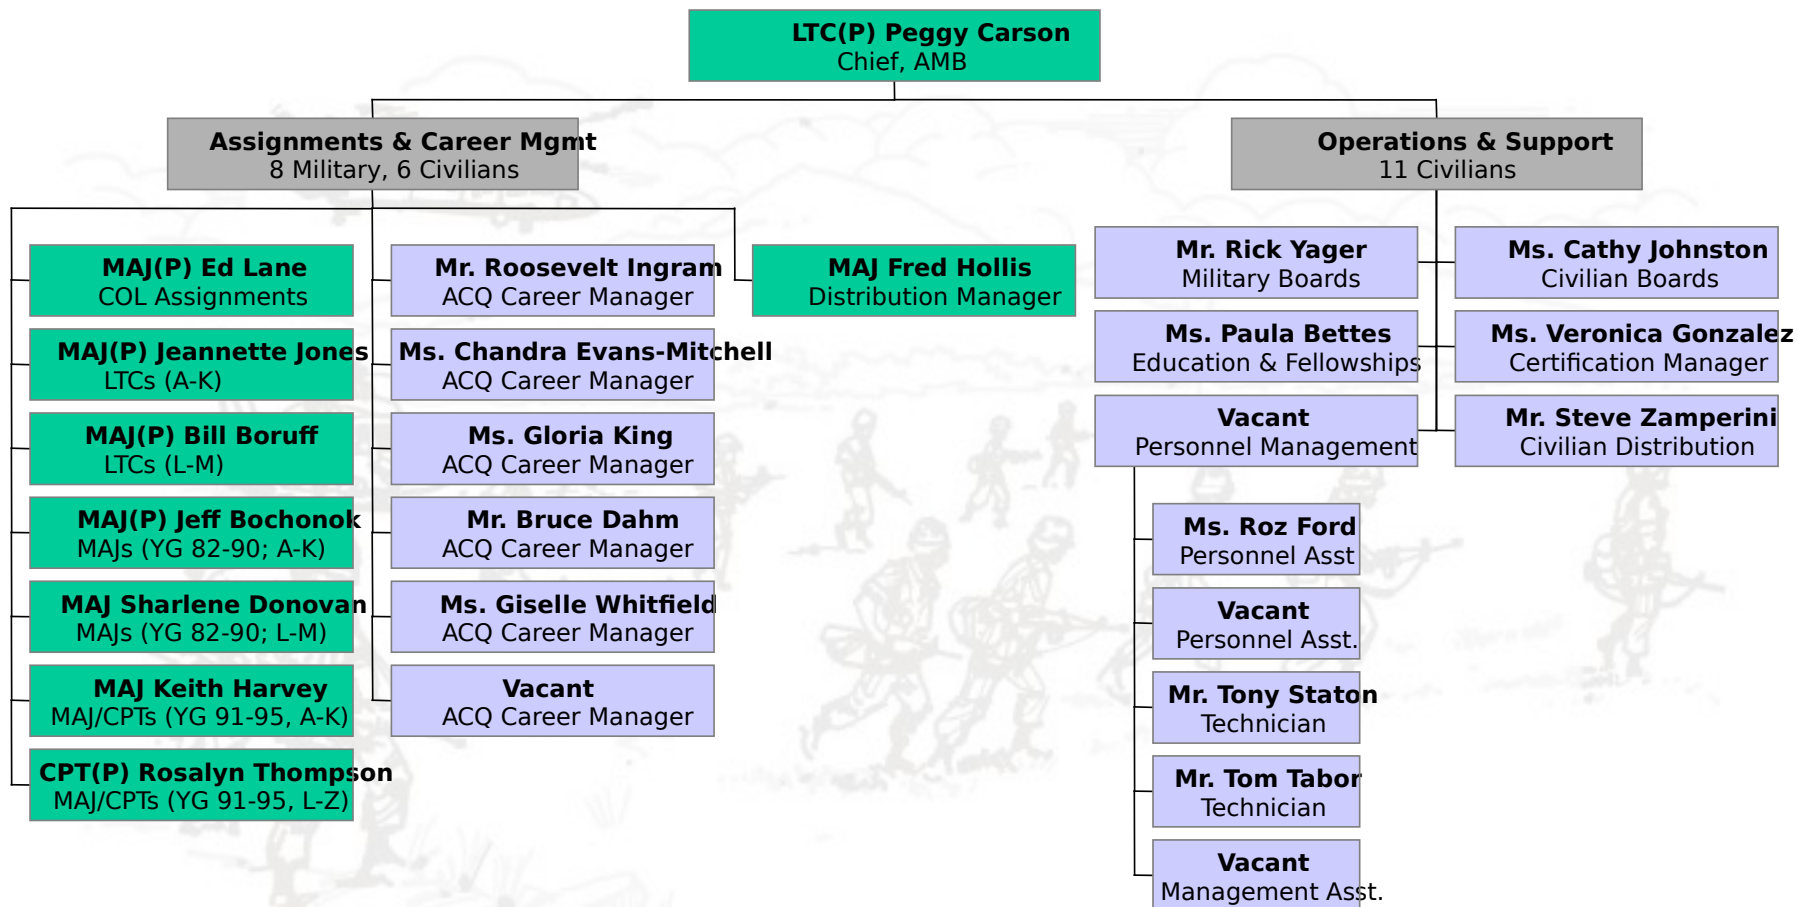 LTC(P) Peggy Carson
Chief, AMB
Assignments & Career Mgmt
8 Military, 6 Civilians
MAJ(P) Ed Lane
COL Assignments
MAJ(P) Jeannette Jones
LTCs (A-K)
MAJ(P) Bill Boruff
LTCs (L-M)
MAJ(P) Jeff Bochonok
MAJs (YG 82-90; A-K)
MAJ Sharlene Donovan
MAJs (YG 82-90; L-M)
MAJ Keith Harvey
MAJ/CPTs (YG 91-95, A-K)
CPT(P) Rosalyn Thompson
MAJ/CPTs (YG 91-95, L-Z)
Mr. Roosevelt Ingram
ACQ Career Manager
Ms. Chandra Evans-Mitchell
ACQ Career Manager
Ms. Gloria King
ACQ Career Manager
Mr. Bruce Dahm
ACQ Career Manager
Ms. Giselle Whitfield
ACQ Career Manager
Vacant
ACQ Career Manager
MAJ Fred Hollis
Distribution Manager
Operations & Support
11 Civilians
Mr. Rick Yager
Military Boards
Ms. Paula Bettes
Education & Fellowships
Vacant
Personnel Management
Ms. Roz Ford
Personnel Asst
Vacant
Personnel Asst.
Mr. Tony Staton
Technician
Mr. Tom Tabor
Technician
Vacant
Management Asst.
Ms. Cathy Johnston
Civilian Boards
Ms. Veronica Gonzalez
Certification Manager
Mr. Steve Zamperini
Civilian Distribution